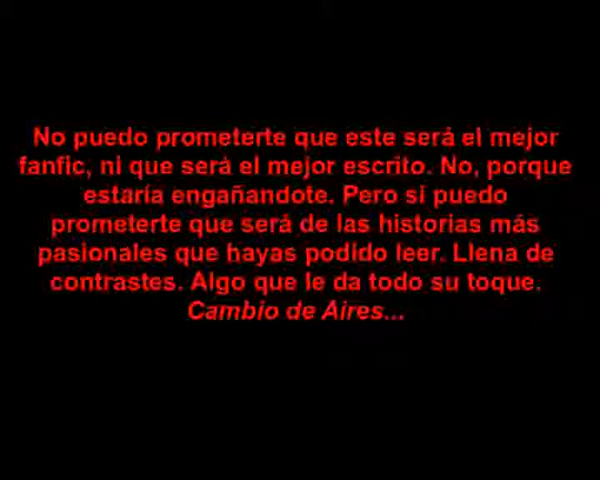 No puedo prometerte que este será el mejor
fanfic, ni que será el mejor escrito. No, porque
estaría engañandote. Pero si puedo
prometerte que será de las historias más
pasionales que hayas podido leer. Llena de
contrastes. Algo que le da todo su toque.
Cambio de Aires...